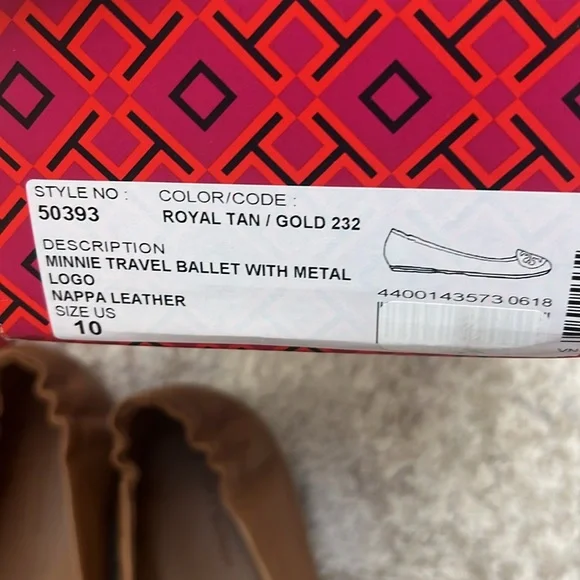 STYLE NO : COLOR/CODE :
50393 ROYAL TAN / GOLD 232
DESCRIPTION
MINNIE TRAVEL BALLET WITH METAL
LOGO
NAPPA LEATHER
SIZE US
10
4400143573 0618
VN